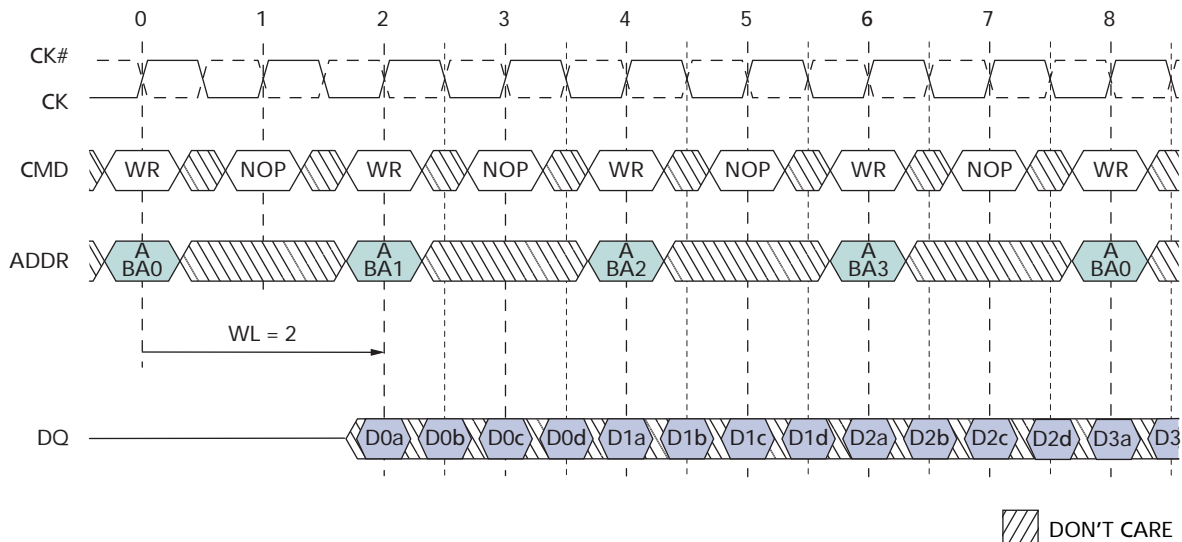 0 1 2 3 4 5 6 7 8
CK#
CK
CMD WR NOP WR NOP WR NOP WR NOP WR
ADDR A BA0 A BA1 A BA2 A BA3 A BA0
WL = 2
DQ D0a D0b D0c D0d D1a D1b D1c D1d D2a D2b D2c D2d D3a D3
DON'T CARE